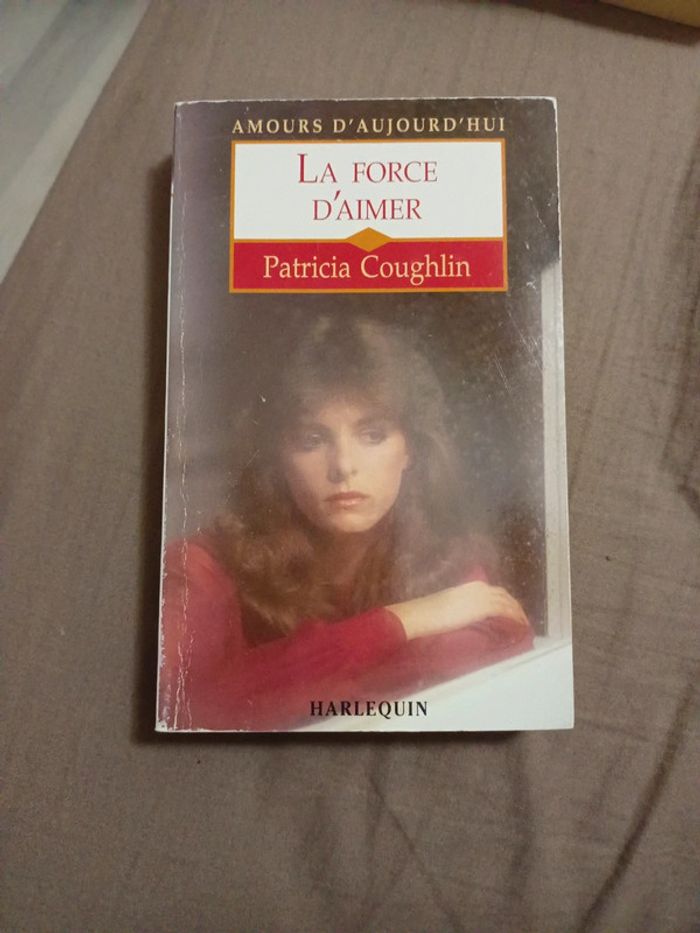 AMOURS D'AUJOURD'HUI
LA FORCE
D'AIMER
Patricia Coughlin
HARLEQUIN